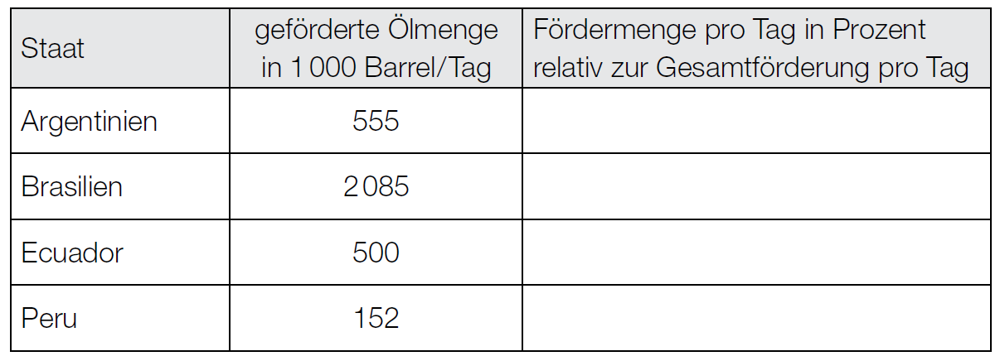 Staat
geförderte Ölmenge
in 1 000 Barrel/Tag
Fördermenge pro Tag in Prozent
relativ zur Gesamtförderung pro Tag
Argentinien 555
Brasilien 2 085
Ecuador 500
Peru 152